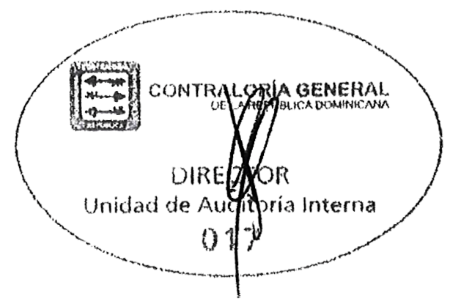 CONTRALORÍA GENERAL
DE LA REPÚBLICA DOMINICANA
DIRECTOR
Unidad de Auditoría Interna
017